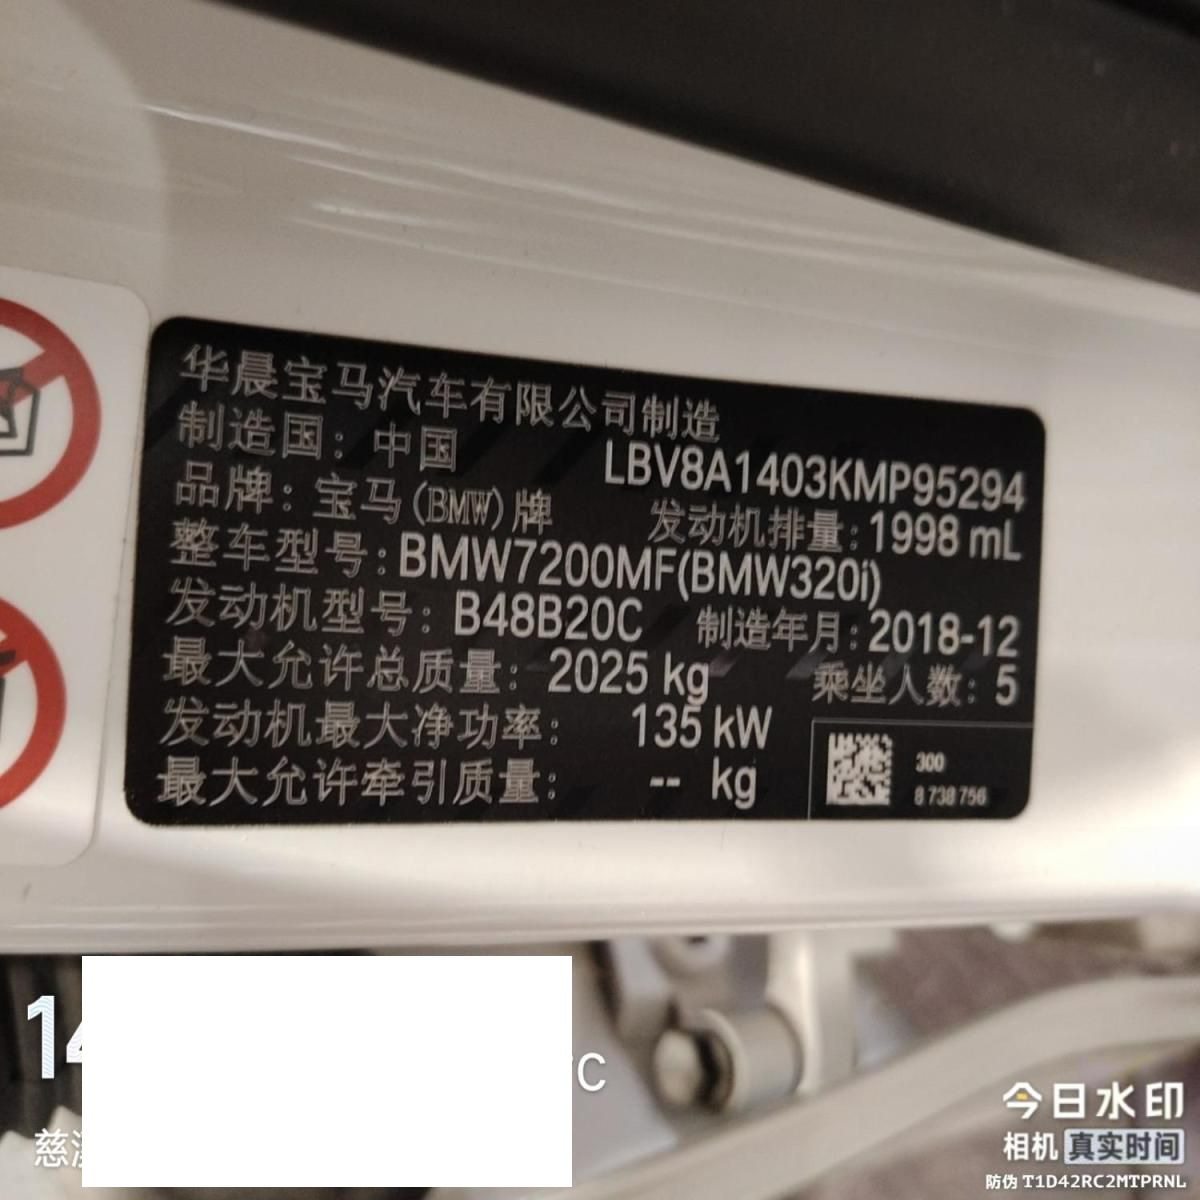 华晨宝马汽车有限公司制造
制造国：中国 LBV8A1403KMP95294
品牌：宝马(BMW)牌 发动机排量：1998 mL
整车型号：BMW7200MF(BMW320i)
发动机型号：B48B20C 制造年月：2018-12
最大允许总质量：2025 kg 乘坐人数：5
发动机最大净功率：135 kW
最大允许牵引质量：-- kg
300
8 738 756
1
°C
慈
今日水印
相机 真实时间
防伪 T1D42RC2MTPRNL